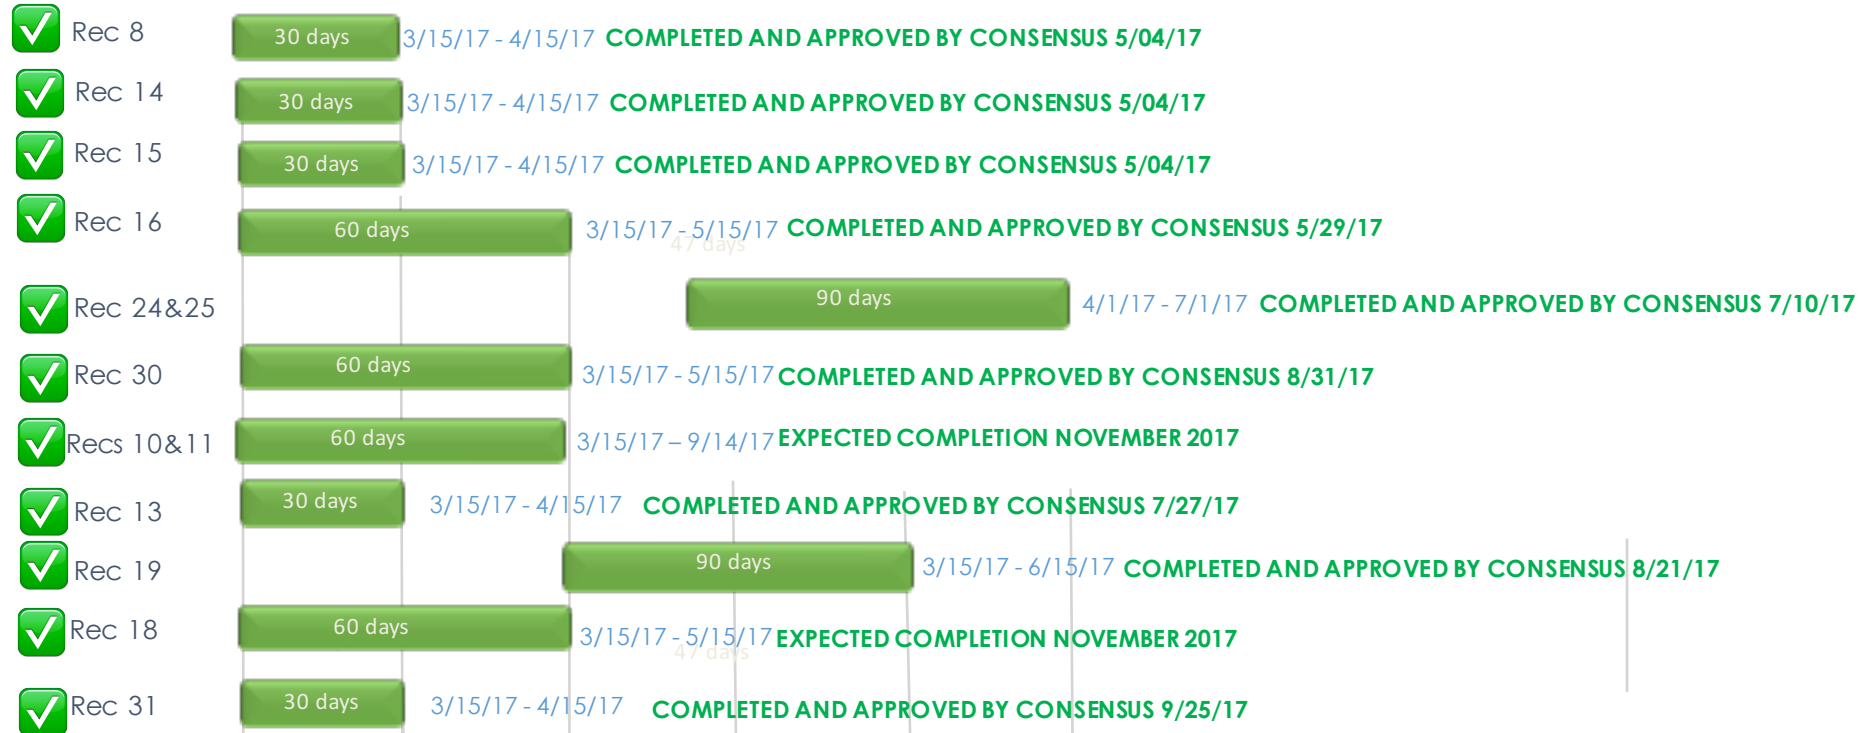 Rec 8 30 days 3/15/17 - 4/15/17 COMPLETED AND APPROVED BY CONSENSUS 5/04/17
Rec 14 30 days 3/15/17 - 4/15/17 COMPLETED AND APPROVED BY CONSENSUS 5/04/17
Rec 15 30 days 3/15/17 - 4/15/17 COMPLETED AND APPROVED BY CONSENSUS 5/04/17
Rec 16 60 days 3/15/17 - 5/15/17 COMPLETED AND APPROVED BY CONSENSUS 5/29/17
47 days
Rec 24&25 90 days 4/1/17 - 7/1/17 COMPLETED AND APPROVED BY CONSENSUS 7/10/17
Rec 30 60 days 3/15/17 - 5/15/17 COMPLETED AND APPROVED BY CONSENSUS 8/31/17
Recs 10&11 60 days 3/15/17 – 9/14/17 EXPECTED COMPLETION NOVEMBER 2017
Rec 13 30 days 3/15/17 - 4/15/17 COMPLETED AND APPROVED BY CONSENSUS 7/27/17
Rec 19 90 days 3/15/17 - 6/15/17 COMPLETED AND APPROVED BY CONSENSUS 8/21/17
Rec 18 60 days 3/15/17 - 5/15/17 EXPECTED COMPLETION NOVEMBER 2017
47 days
Rec 31 30 days 3/15/17 - 4/15/17 COMPLETED AND APPROVED BY CONSENSUS 9/25/17